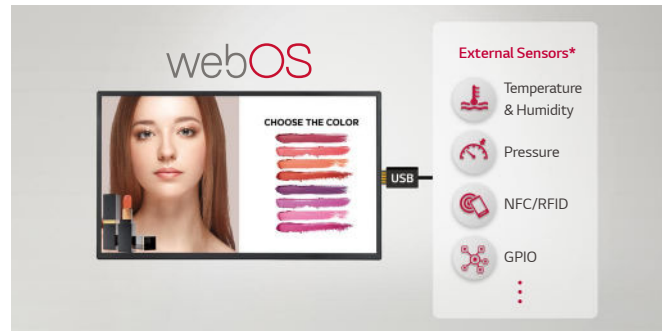 webOS
External Sensors*
Temperature
& Humidity
CHOOSE THE COLOR
USB
Pressure
NFC/RFID
GPIO